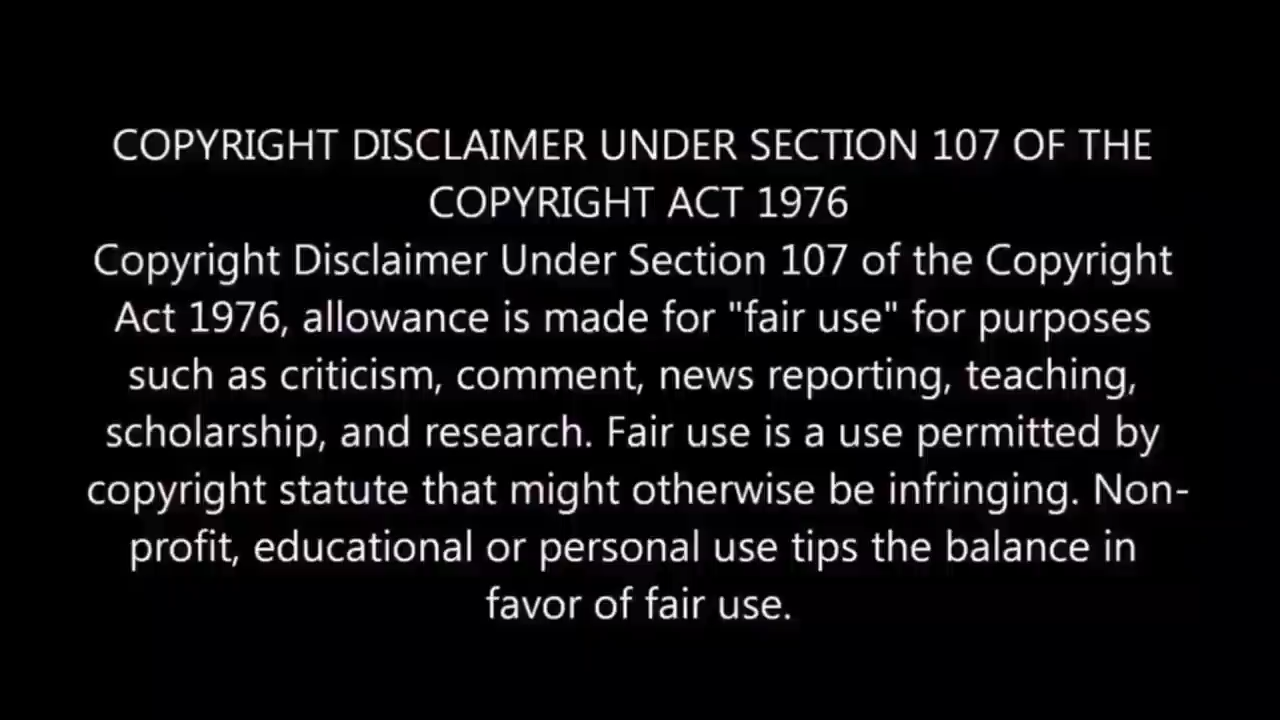 COPYRIGHT DISCLAIMER UNDER SECTION 107 OF THE
COPYRIGHT ACT 1976
Copyright Disclaimer Under Section 107 of the Copyright
Act 1976, allowance is made for "fair use" for purposes
such as criticism, comment, news reporting, teaching,
scholarship, and research. Fair use is a use permitted by
copyright statute that might otherwise be infringing. Non-
profit, educational or personal use tips the balance in
favor of fair use.